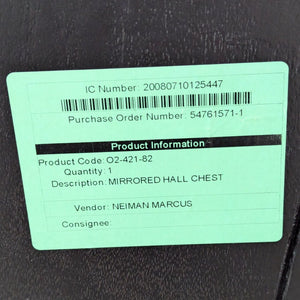 IC Number: 20080710125447
Purchase Order Number: 54761571-1
Product Information
Product Code: O2-421-82
Quantity: 1
Description: MIRRORED HALL CHEST
Vendor: NEIMAN MARCUS
Consignee: